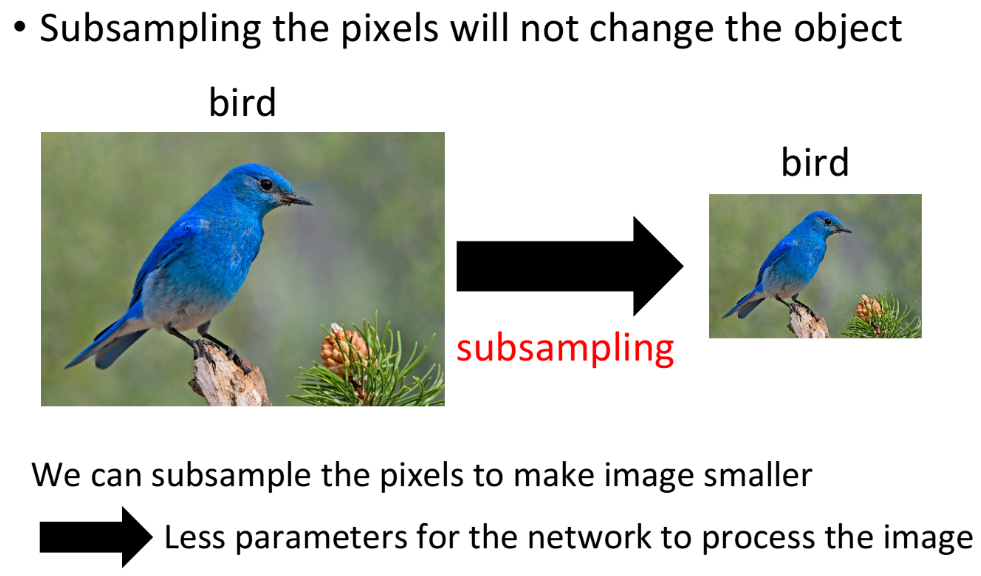 • Subsampling the pixels will not change the object
bird
bird
subsampling
We can subsample the pixels to make image smaller
Less parameters for the network to process the image